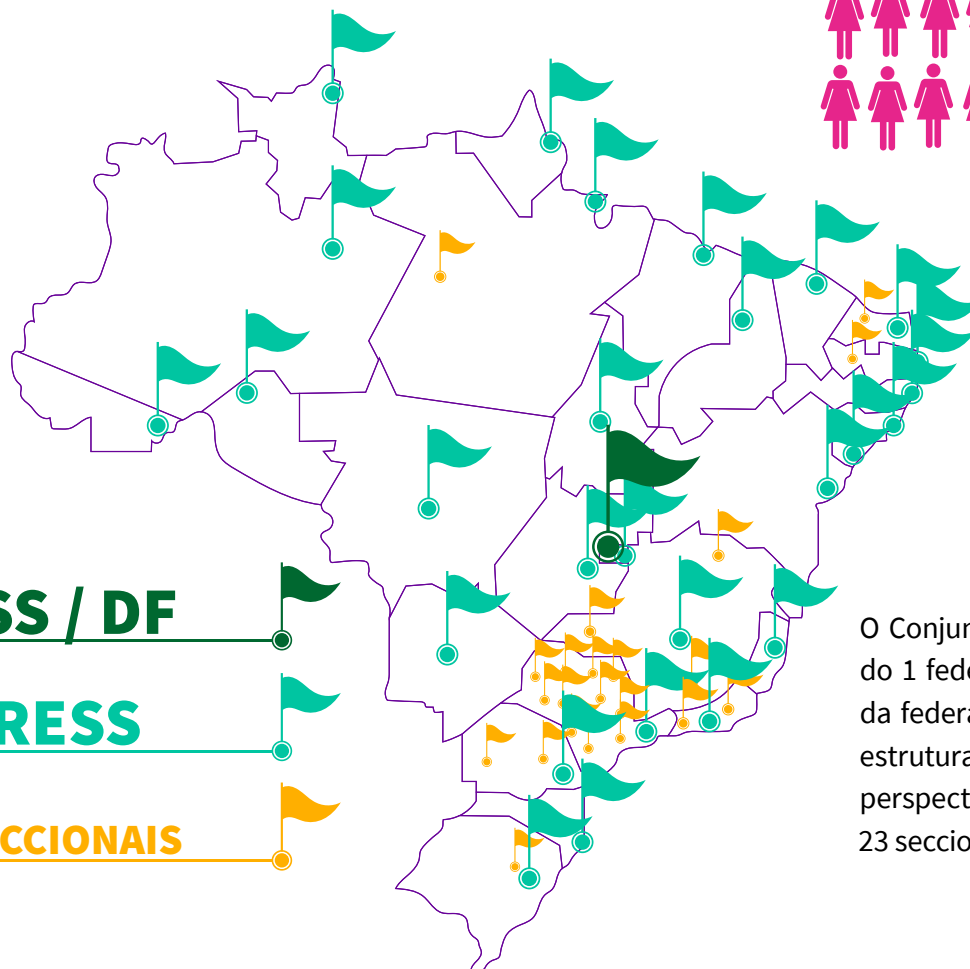 SS / DF
RESS
CCIONAIS
O Conjun
do 1 fede
da federa
estrutura
perspect
23 seccio